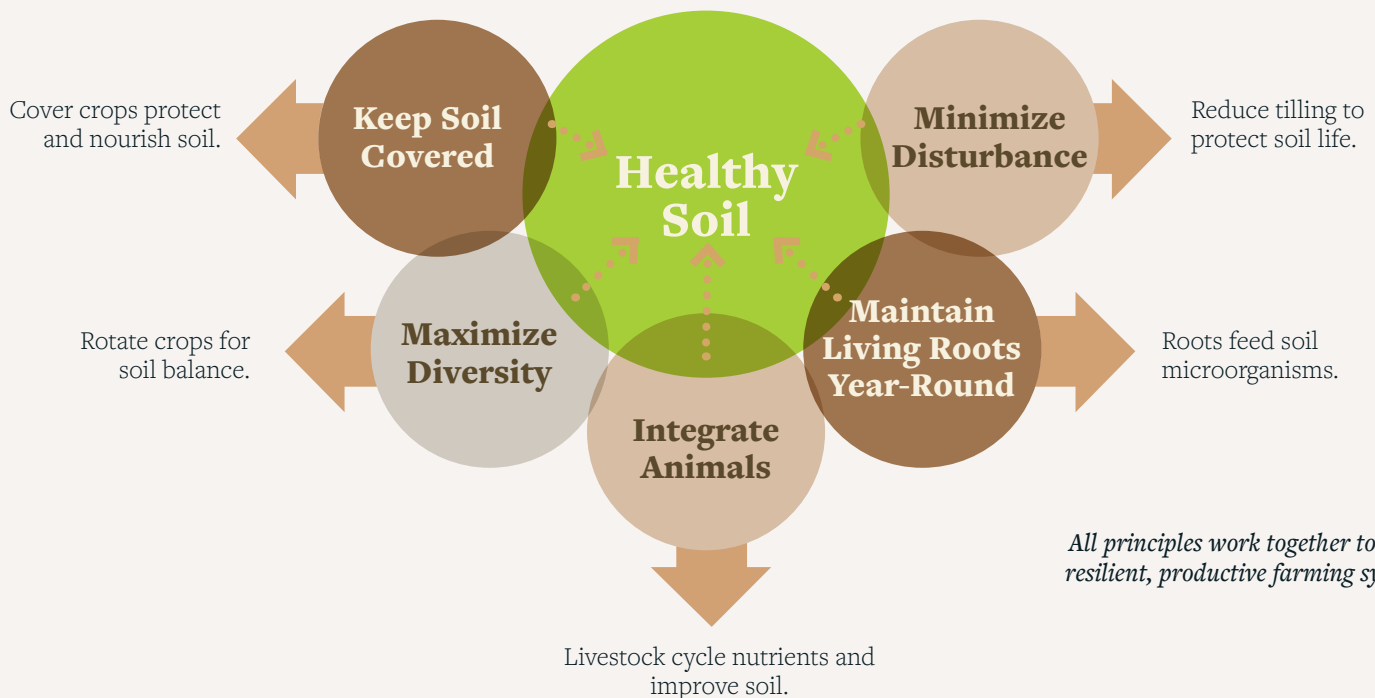 Cover crops protect
and nourish soil.
Keep Soil
Covered
Healthy
Soil
Minimize
Disturbance
Reduce tilling to
protect soil life.
Rotate crops for
soil balance.
Maximize
Diversity
Integrate
Animals
Maintain
Living Roots
Year-Round
Roots feed soil
microorganisms.
All principles work together to
resilient, productive farming
Livestock cycle nutrients and
improve soil.